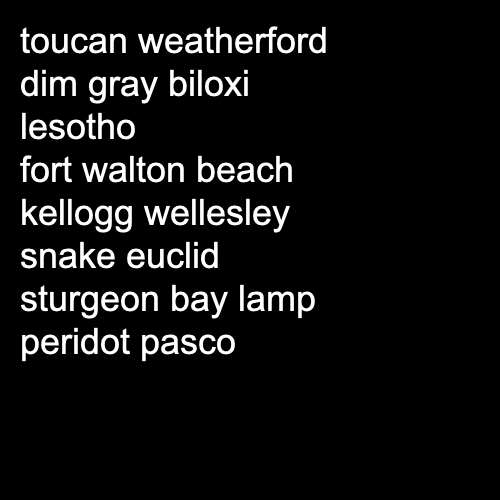 toucan weatherford
dim gray biloxi
lesotho
fort walton beach
kellogg wellesley
snake euclid
sturgeon bay lamp
peridot pasco